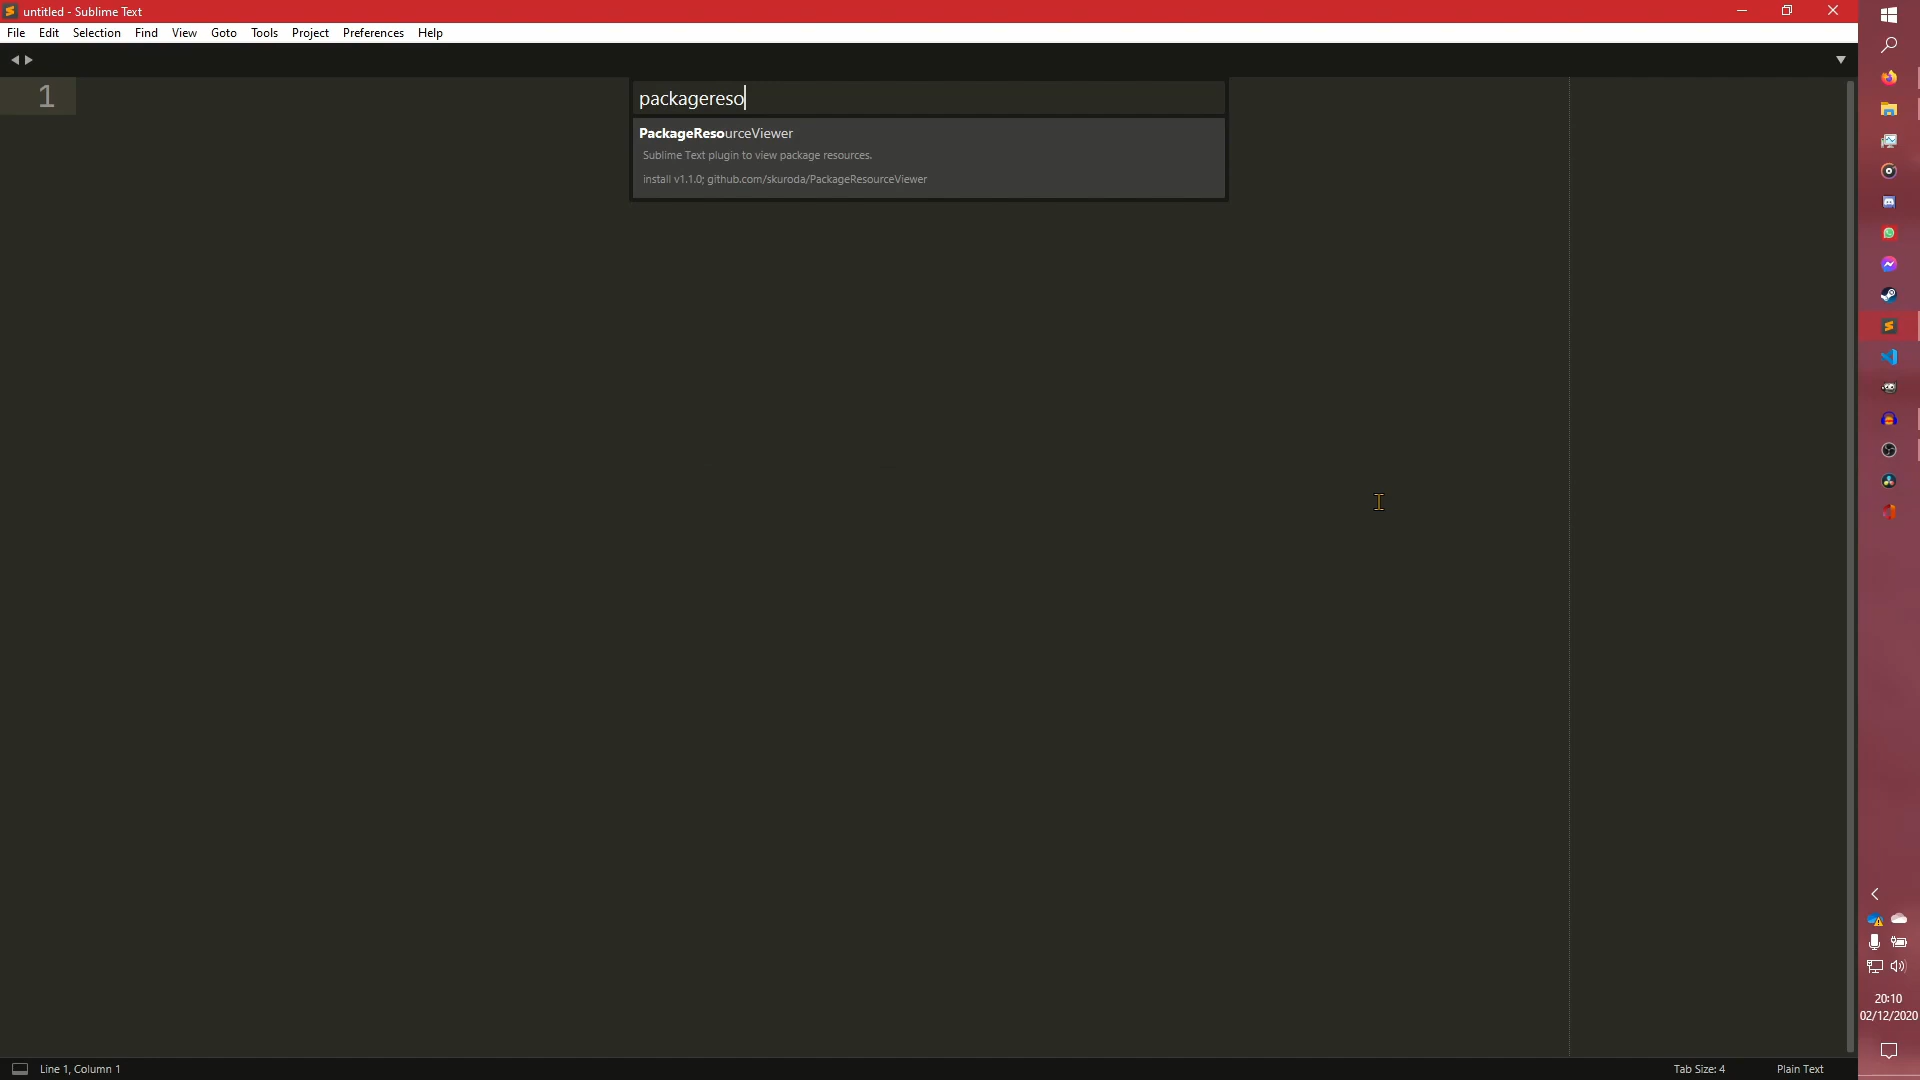 untitled - Sublime Text
File Edit Selection Find View Goto Tools Project Preferences Help
1
packagereso
PackageResourceViewer
Sublime Text plugin to view package resources.
install v1.1.0; github.com/skuroda/PackageResourceViewer
20:10
02/12/2020
Line 1, Column 1
Tab Size: 4
Plain Text